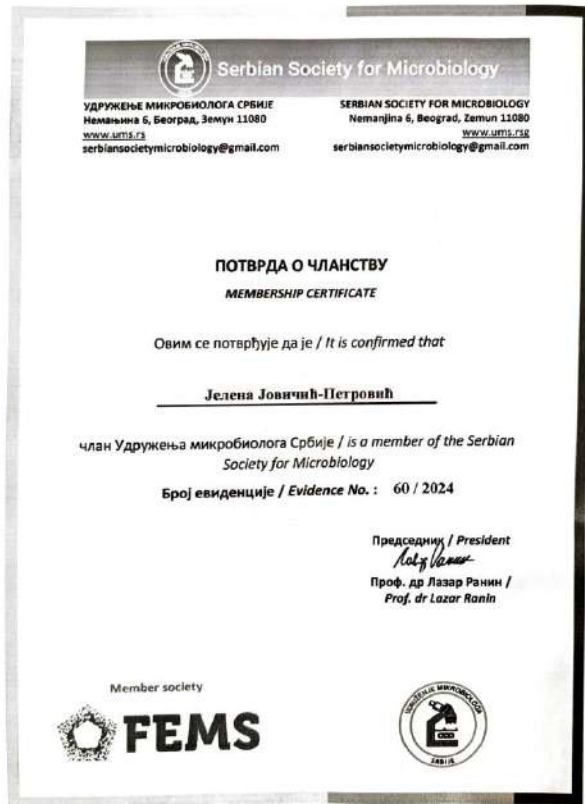 Serbian Society for Microbiology
УДРУЖЕЊЕ МИКРОБИОЛОГА СРБИЈЕ
Немањина 6, Београд, Земун 11080
www.ums.rs
serbiansocietymicrobiology@gmail.com
SERBIAN SOCIETY FOR MICROBIOLOGY
Nemanjina 6, Beograd, Zemun 11080
www.ums.rsg
serbiansocietymicrobiology@gmail.com
ПОТВРДА О ЧЛАНСТВУ
MEMBERSHIP CERTIFICATE
Овим се потврђује да је / It is confirmed that
Јелена Јовичић-Петровић
члан Удружења микробиолога Србије / is a member of the Serbian
Society for Microbiology
Број евиденције / Evidence No. : 60 / 2024
Председник / President
Проф. др Лазар Ранин /
Prof. dr Lazar Ranin
Member society
FEMS
UDRUŽENJE MIKROBIOLOGA
SRBIJE